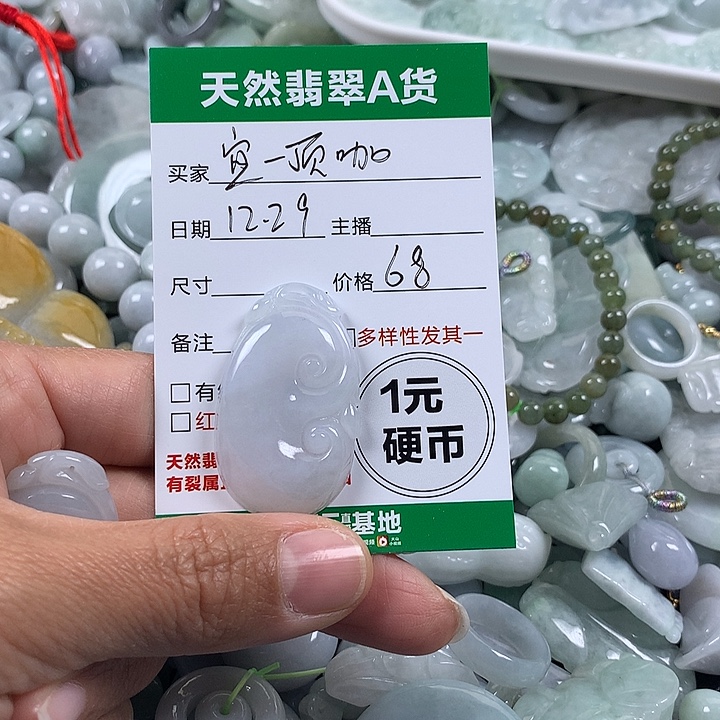 天然翡翠A货
买家 宜一顶咖
日期 12.29 主播
尺寸 价格 68
备注 多样性发其一
□有
□红
1元
硬币
天然翡
有裂属
基地